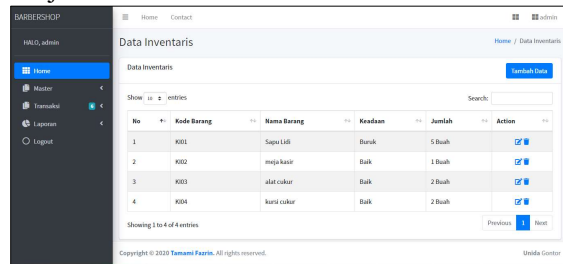 BARBERSHOP
Home Contact
admin
HALO, admin
Data Inventaris
Home / Data Inventaris
Home
Master
Transaksi 6
Laporan
Logout
Data Inventaris
Tambah Data
Show 10 entries
Search:
No Kode Barang Nama Barang Keadaan Jumlah Action
1 KI01 Sapu Lidi Buruk 5 Buah
2 KI02 meja kasir Baik 1 Buah
3 KI03 alat cukur Baik 2 Buah
4 KI04 kursi cukur Baik 2 Buah
Showing 1 to 4 of 4 entries
Previous 1 Next
Copyright © 2020 Tamami Fazrin. All rights reserved.
Unida Gontor